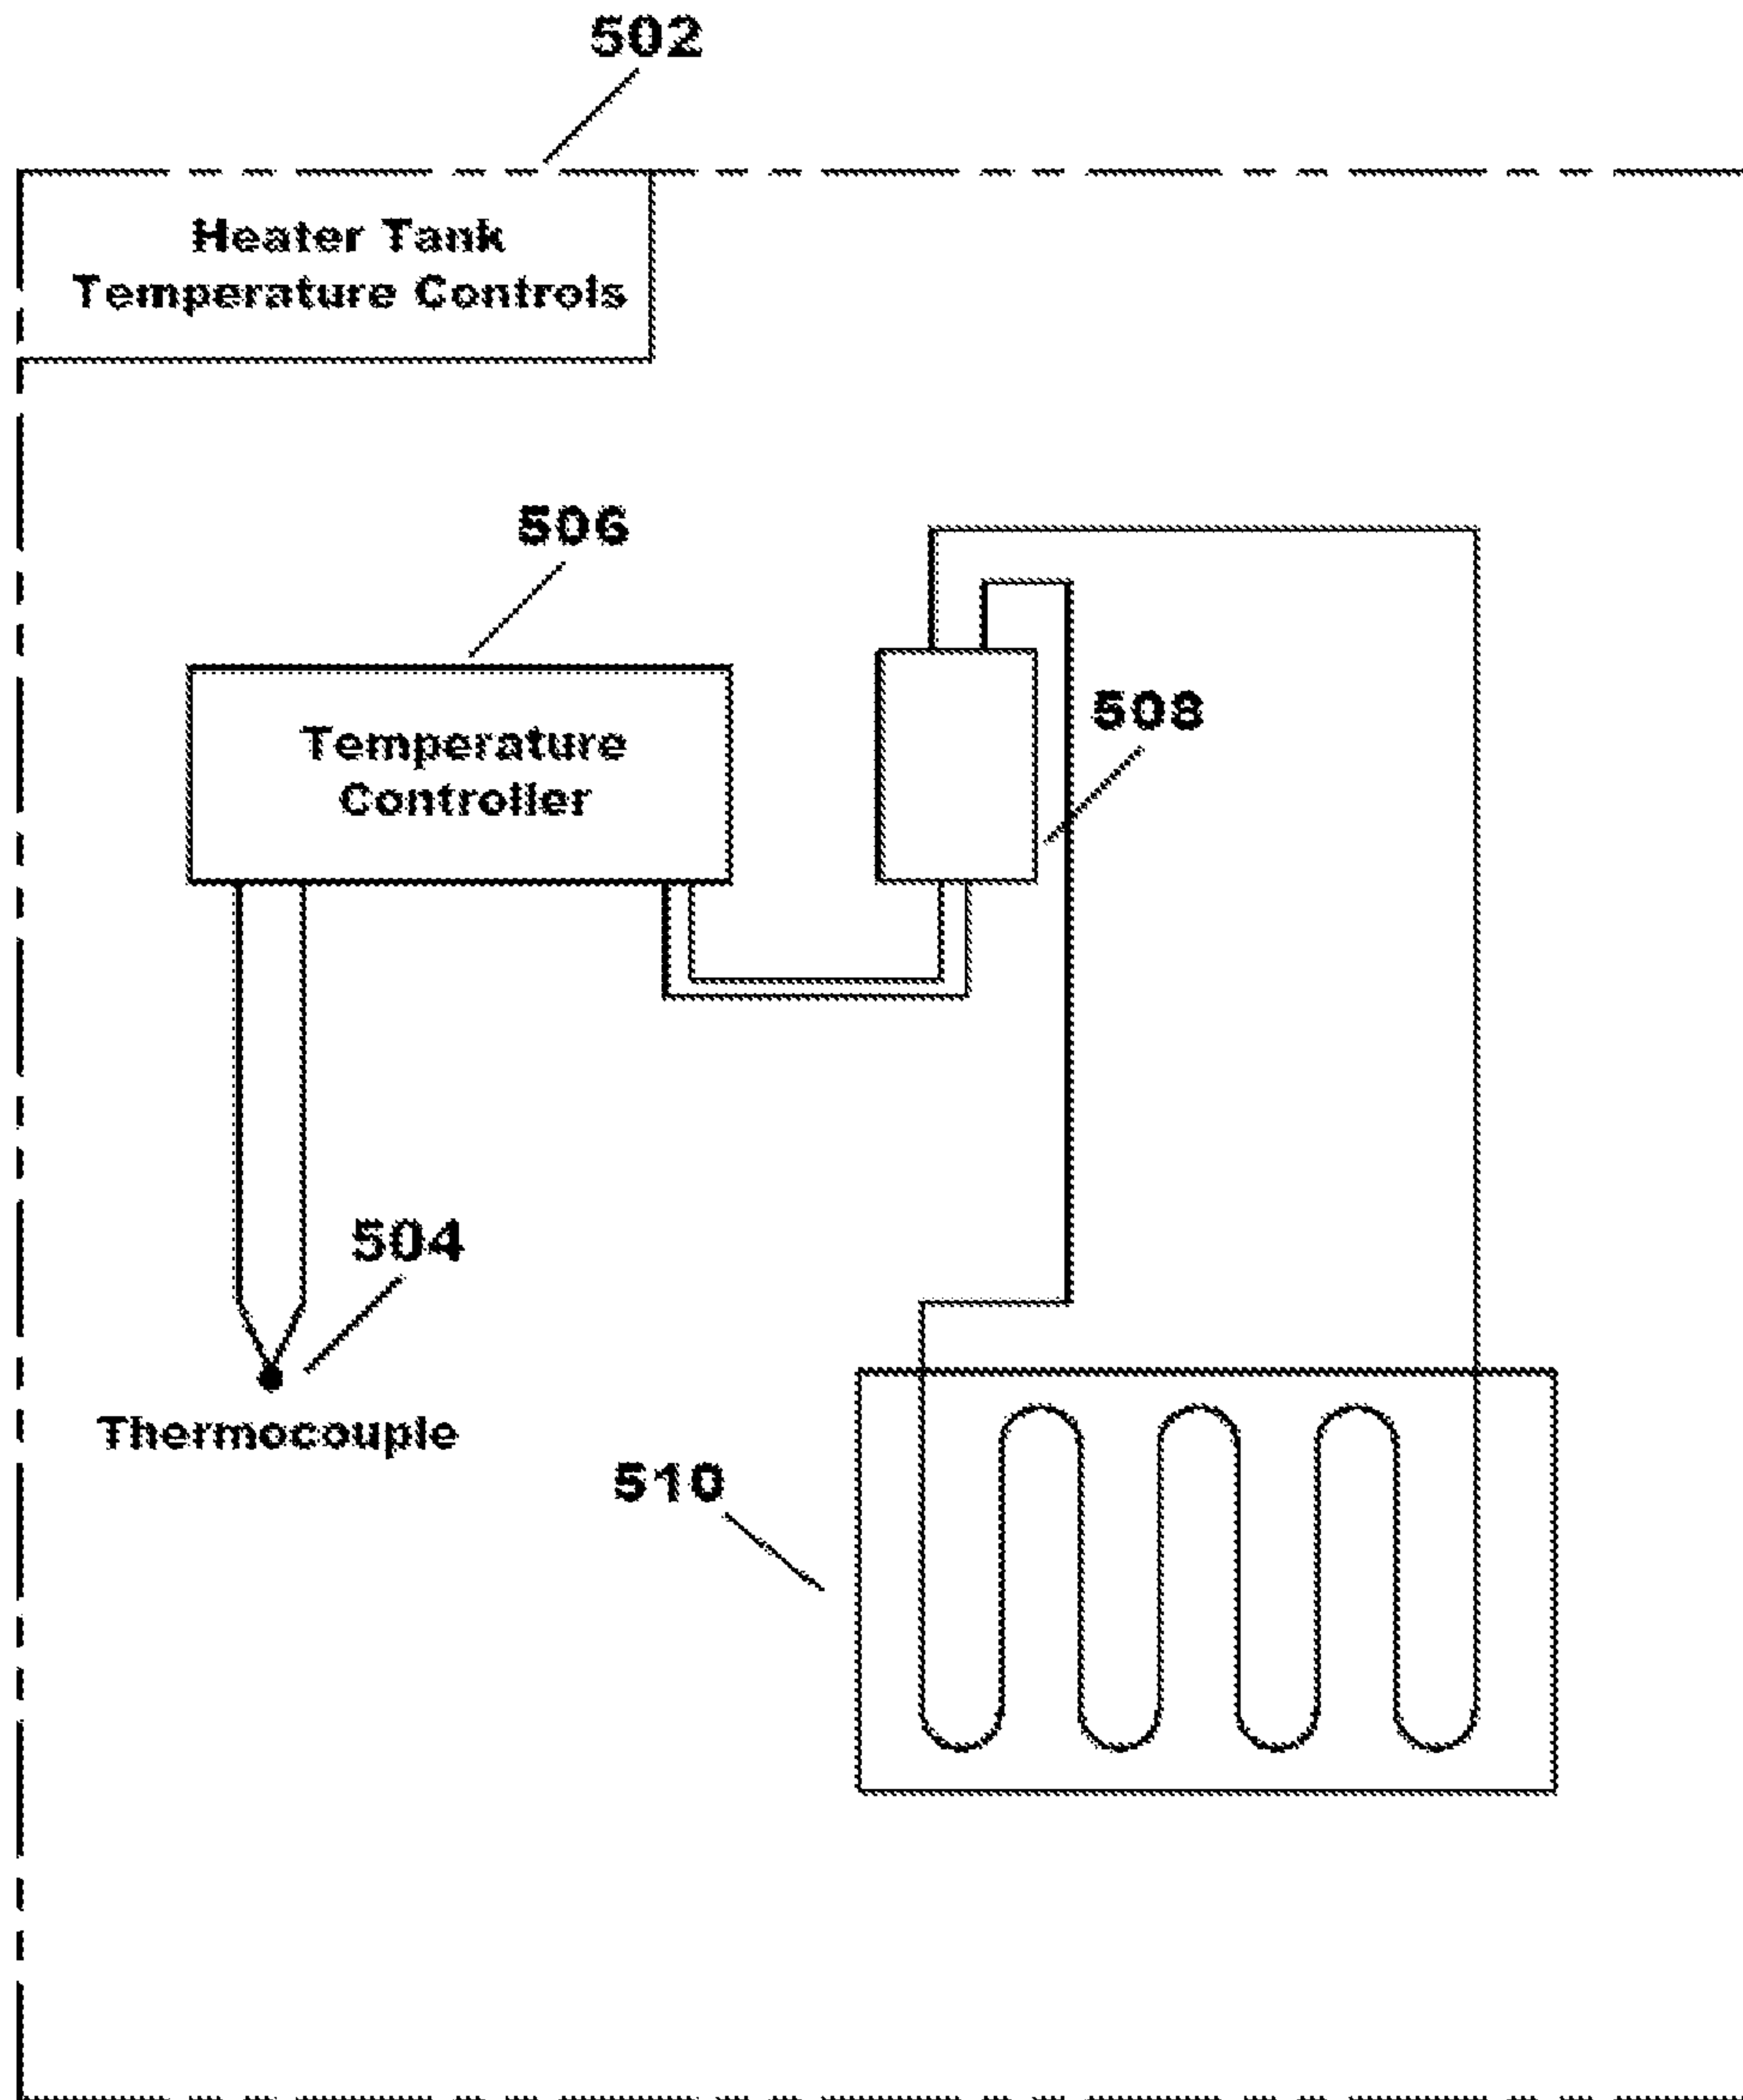 502
Heater Tank
Temperature Controls
506
Temperature
Controller
508
504
Thermocouple
510